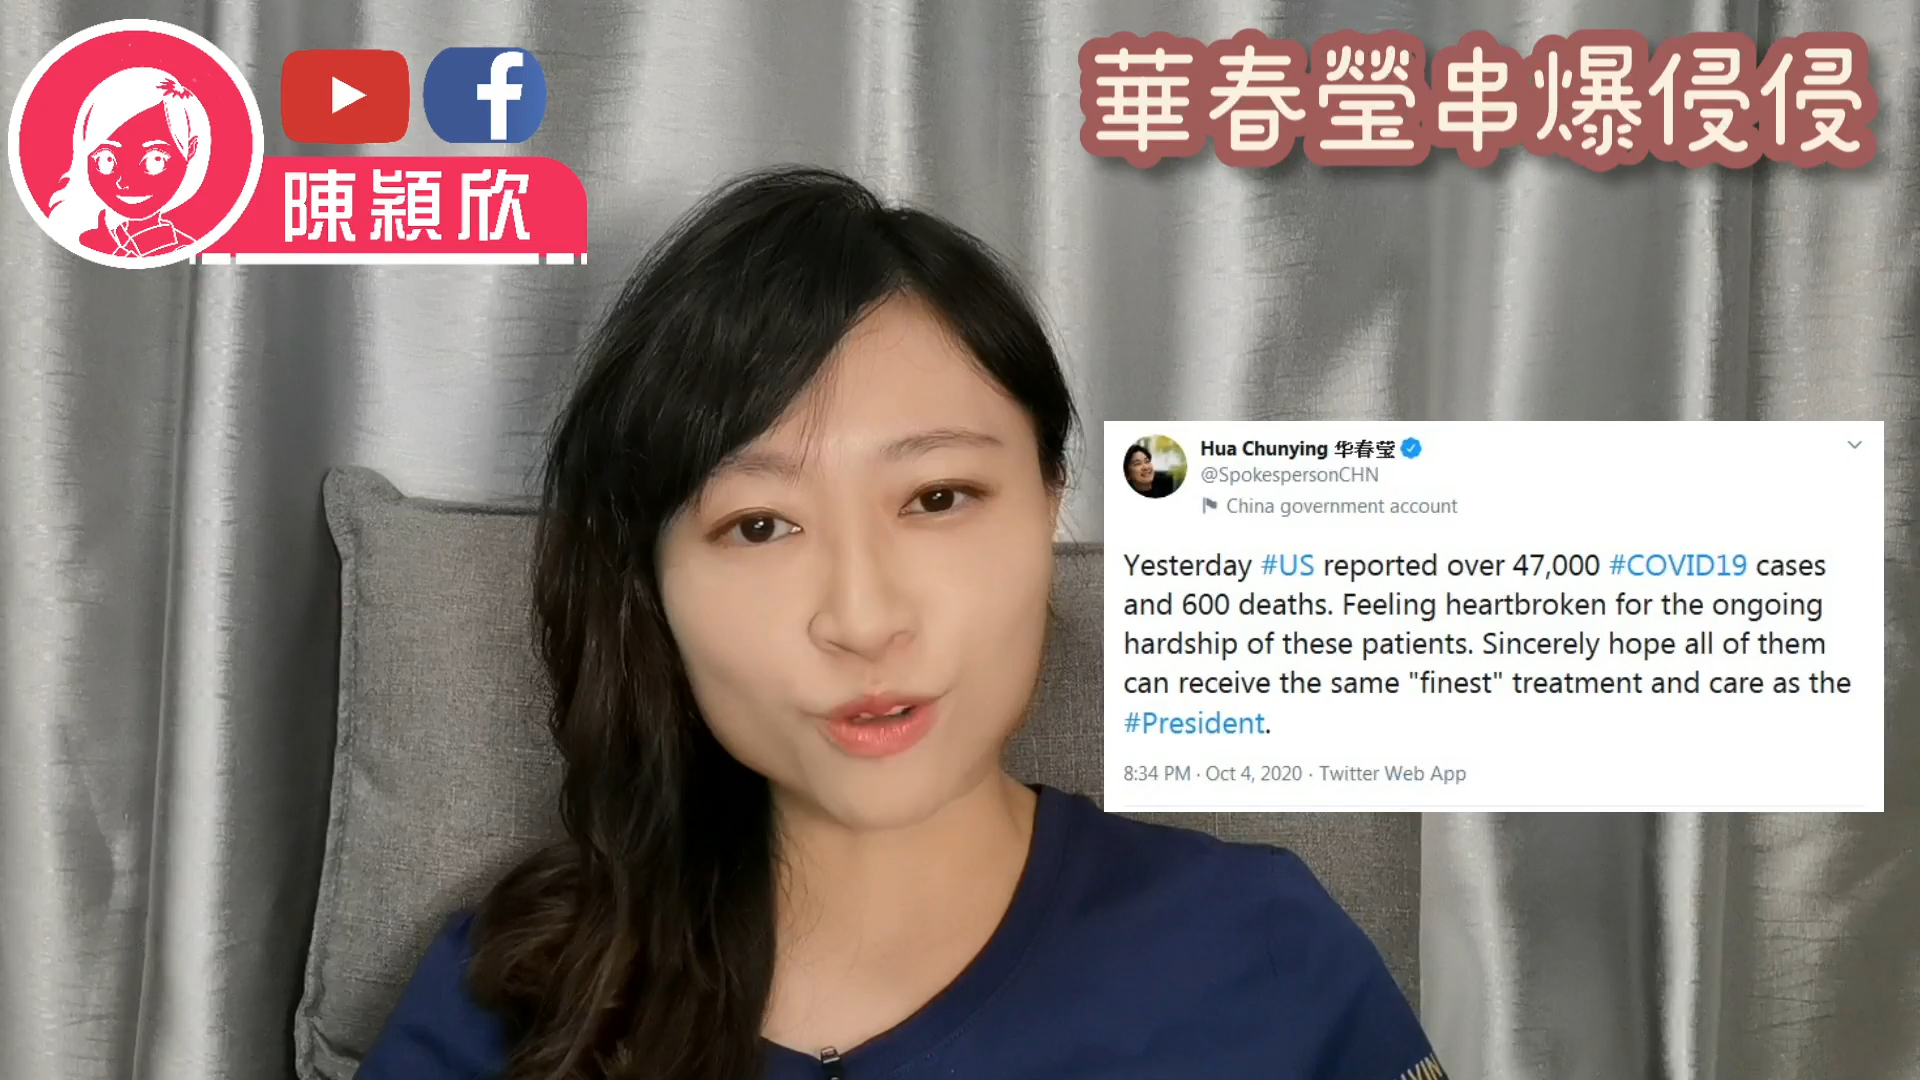 陳穎欣
華春瑩串爆侵侵
Hua Chunying 华春莹
@SpokespersonCHN
China government account
Yesterday #US reported over 47,000 #COVID19 cases
and 600 deaths. Feeling heartbroken for the ongoing
hardship of these patients. Sincerely hope all of them
can receive the same "finest" treatment and care as the
#President.
8:34 PM · Oct 4, 2020 · Twitter Web App